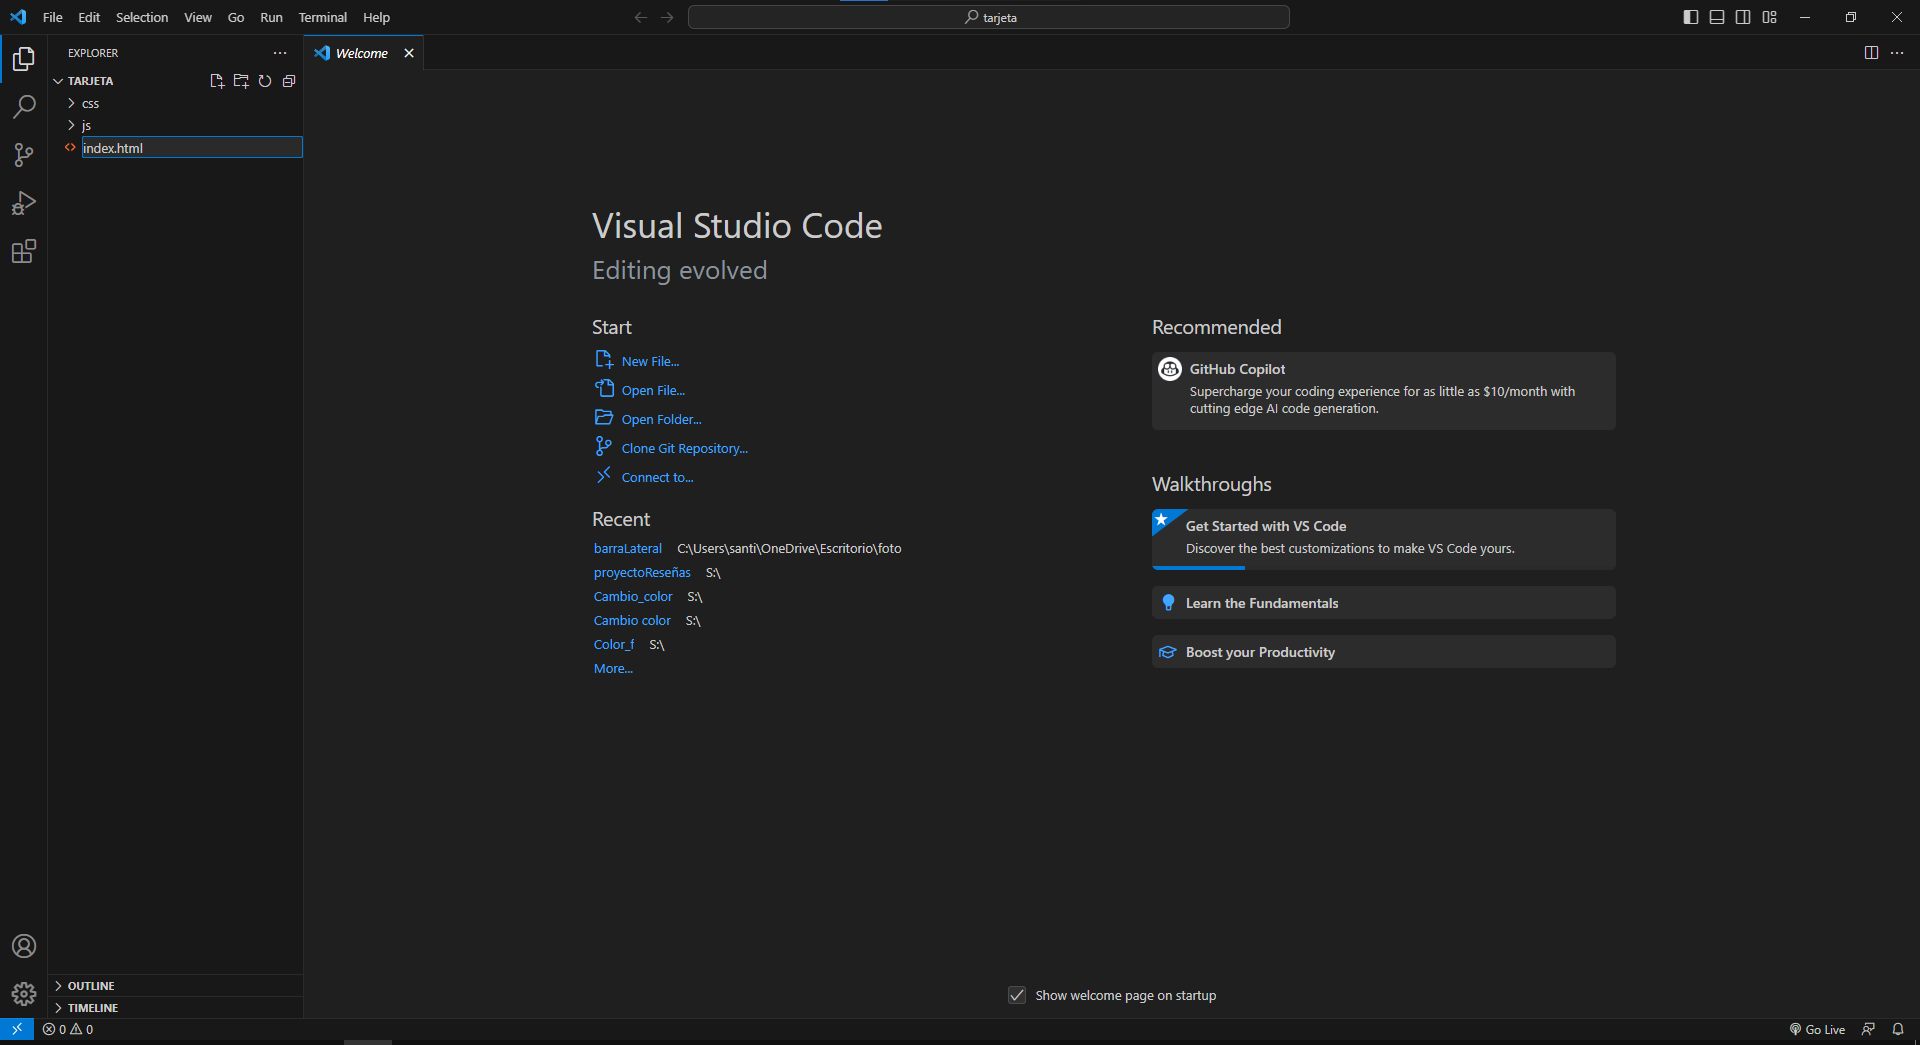 File Edit Selection View Go Run Terminal Help
tarjeta
EXPLORER
Welcome
TARJETA
css
js
index.html
Visual Studio Code
Editing evolved
Start
New File...
Open File...
Open Folder...
Clone Git Repository...
Connect to...
Recent
barraLateral C:\Users\santi\OneDrive\Escritorio\foto
proyectoReseñas S:\
Cambio_color S:\
Cambio color S:\
Color_f S:\
More...
Recommended
GitHub Copilot
Supercharge your coding experience for as little as $10/month with
cutting edge AI code generation.
Walkthroughs
Get Started with VS Code
Discover the best customizations to make VS Code yours.
Learn the Fundamentals
Boost your Productivity
Show welcome page on startup
OUTLINE
TIMELINE
0 0
Go Live